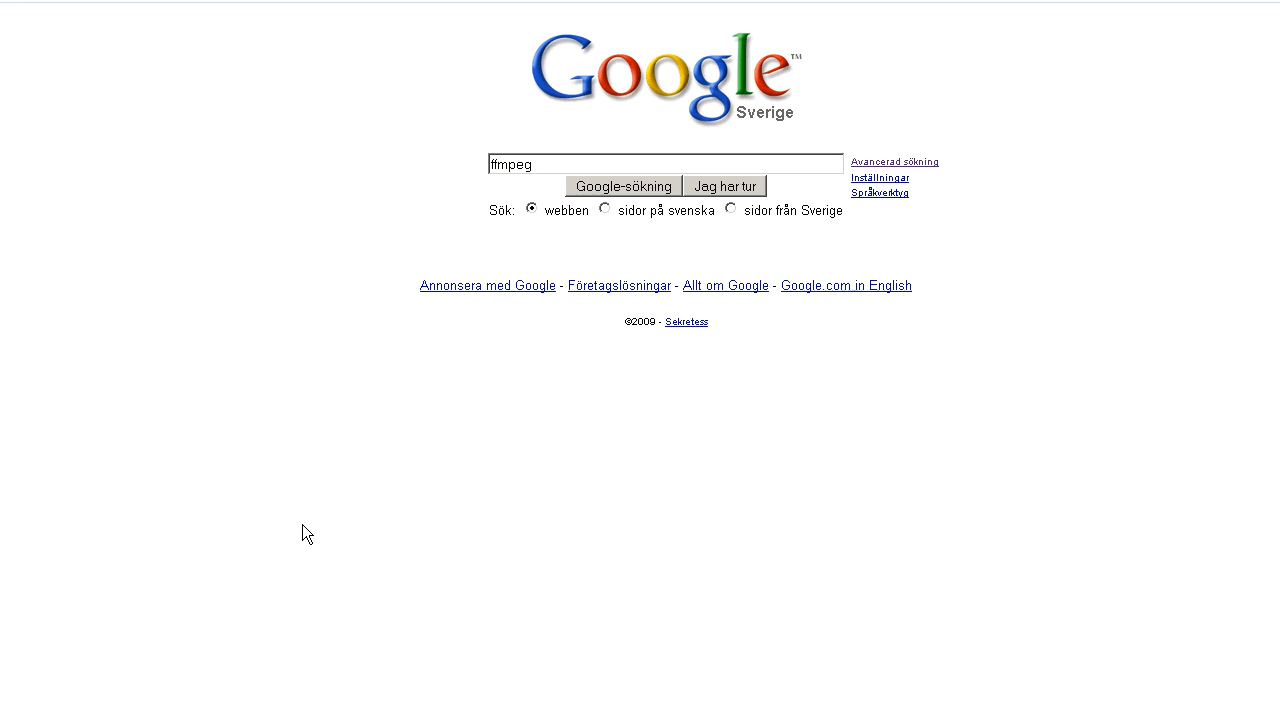 Google™
Sverige
ffmpeg
Avancerad sökning
Google-sökning Jag har tur
Inställningar
Språkverktyg
Sök: webben sidor på svenska sidor från Sverige
Annonsera med Google - Företagslösningar - Allt om Google - Google.com in English
©2009 - Sekretess